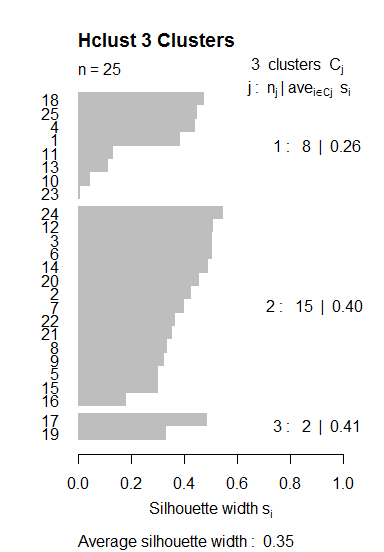 Hclust 3 Clusters
n = 25
3 clusters Cj
j : nj | avei∈Cj si
18
25
4
1
11
13
10
23
1 : 8 | 0.26
24
12
3
6
14
20
2
7
22
21
8
9
5
15
16
2 : 15 | 0.40
17
19
3 : 2 | 0.41
0.0 0.2 0.4 0.6 0.8 1.0
Silhouette width si
Average silhouette width : 0.35